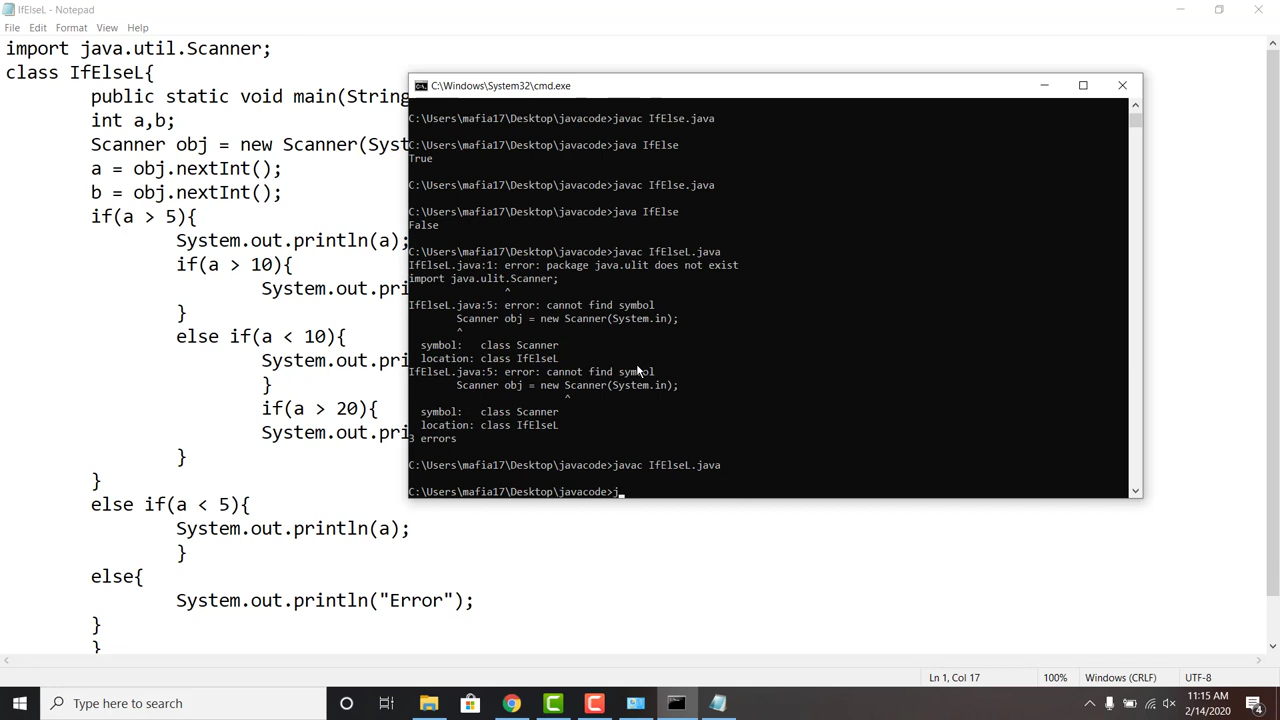 IfElseL - Notepad
File Edit Format View Help
import java.util.Scanner;
class IfElseL{
public static void main(String
int a,b;
Scanner obj = new Scanner(Syst
a = obj.nextInt();
b = obj.nextInt();
if(a > 5){
System.out.println(a);
if(a > 10){
System.out.pri
}
else if(a < 10){
System.out.pri
}
if(a > 20){
System.out.pri
}
}
else if(a < 5){
System.out.println(a);
}
else{
System.out.println("Error");
}
}
C:\Windows\System32\cmd.exe
C:\Users\mafia17\Desktop\javacode>javac IfElse.java
C:\Users\mafia17\Desktop\javacode>java IfElse
True
C:\Users\mafia17\Desktop\javacode>javac IfElse.java
C:\Users\mafia17\Desktop\javacode>java IfElse
False
C:\Users\mafia17\Desktop\javacode>javac IfElseL.java
IfElseL.java:1: error: package java.ulit does not exist
import java.ulit.Scanner;
^
IfElseL.java:5: error: cannot find symbol
Scanner obj = new Scanner(System.in);
^
symbol: class Scanner
location: class IfElseL
IfElseL.java:5: error: cannot find symbol
Scanner obj = new Scanner(System.in);
^
symbol: class Scanner
location: class IfElseL
3 errors
C:\Users\mafia17\Desktop\javacode>javac IfElseL.java
C:\Users\mafia17\Desktop\javacode>j
Ln 1, Col 17 100% Windows (CRLF) UTF-8
Type here to search
11:15 AM
2/14/2020
4